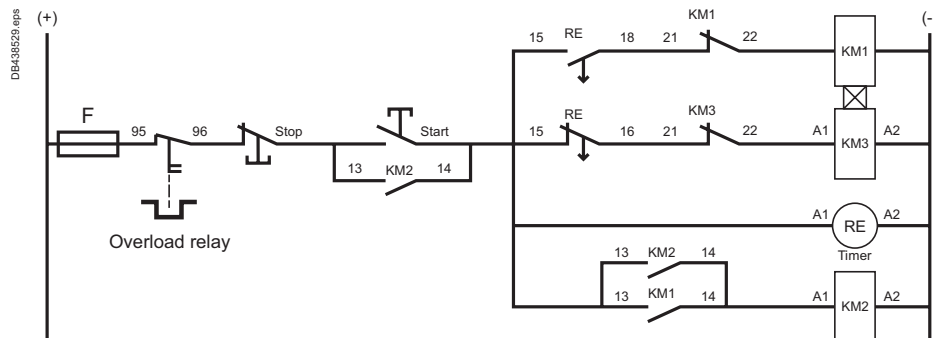 DB438529.eps
(+)
(-
F
95
96
Stop
Start
13
KM2
14
Overload relay
15
RE
18
21
KM1
22
KM1
15
RE
16
21
KM3
22
A1
KM3
A2
A1
RE
A2
Timer
13
KM2
14
13
KM1
14
A1
KM2
A2